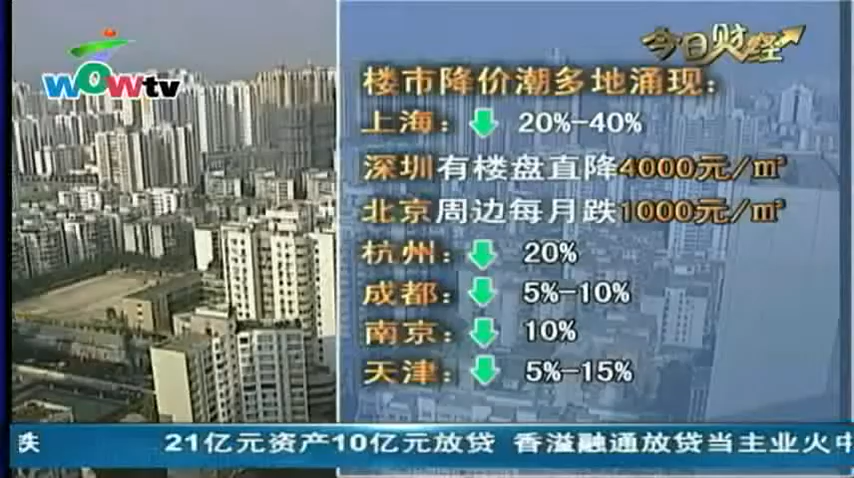 WOWtv
今日财经
楼市降价潮多地涌现：
上海： 20%-40%
深圳有楼盘直降4000元/㎡
北京周边每月跌1000元/㎡
杭州： 20%
成都： 5%-10%
南京： 10%
天津： 5%-15%
跌 21亿元资产10亿元放贷 香溢融通放贷当主业火中